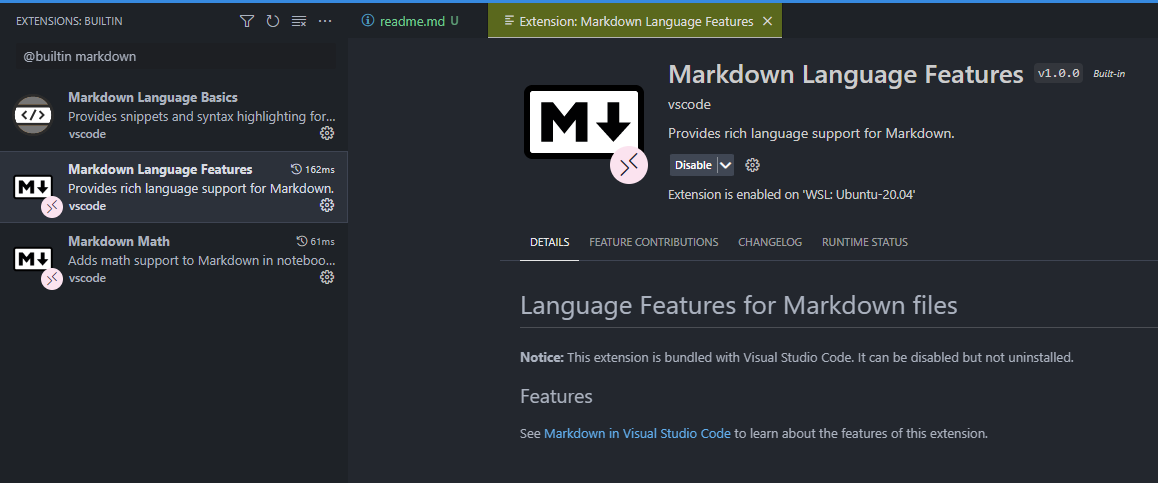 EXTENSIONS: BUILTIN
@builtin markdown
Markdown Language Basics
Provides snippets and syntax highlighting for...
vscode
Markdown Language Features 162ms
Provides rich language support for Markdown.
vscode
Markdown Math 61ms
Adds math support to Markdown in noteboo...
vscode
readme.md U
Extension: Markdown Language Features
Markdown Language Features v1.0.0 Built-in
vscode
Provides rich language support for Markdown.
Disable
Extension is enabled on 'WSL: Ubuntu-20.04'
DETAILS FEATURE CONTRIBUTIONS CHANGELOG RUNTIME STATUS
Language Features for Markdown files
Notice: This extension is bundled with Visual Studio Code. It can be disabled but not uninstalled.
Features
See Markdown in Visual Studio Code to learn about the features of this extension.